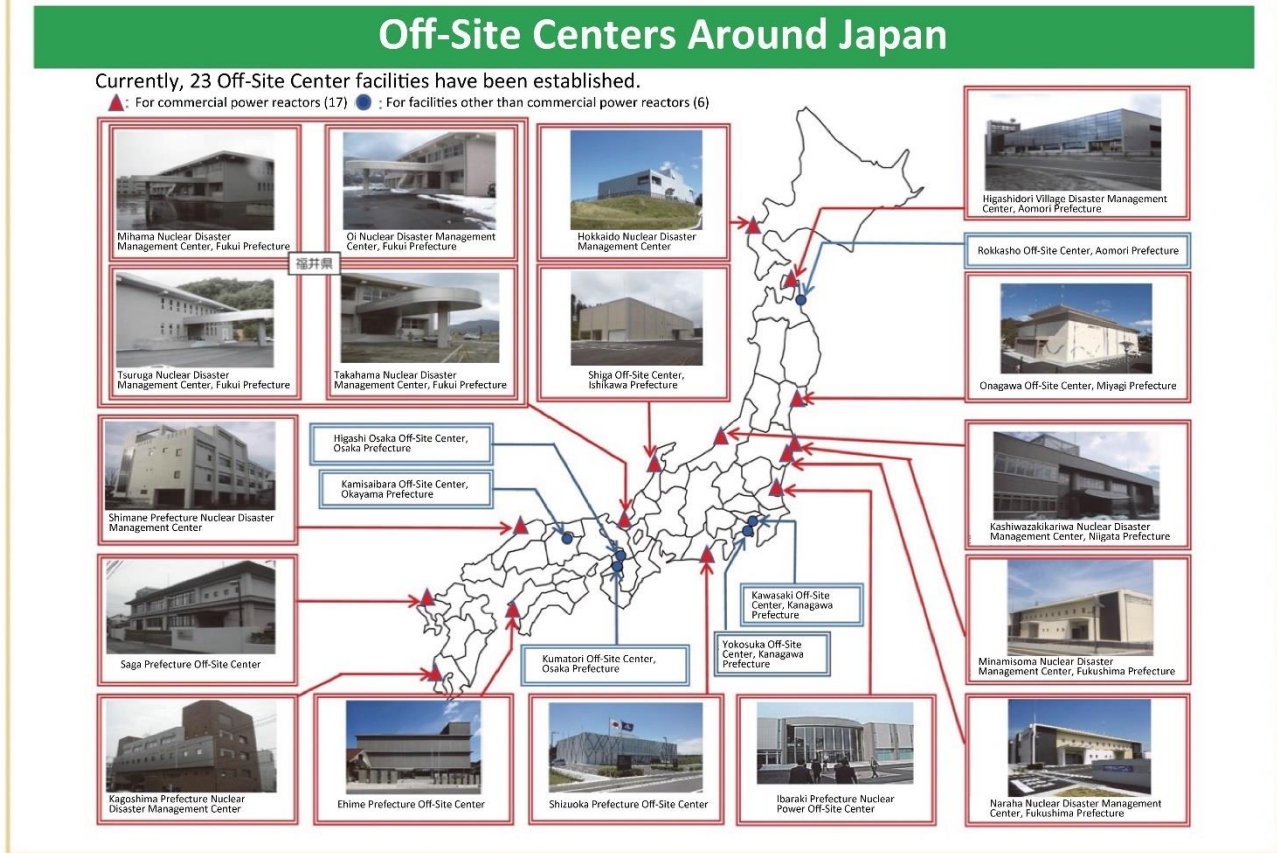 Off-Site Centers Around Japan
Currently, 23 Off-Site Center facilities have been established.
: For commercial power reactors (17)
: For facilities other than commercial power reactors (6)
Mihama Nuclear Disaster
Management Center, Fukui Prefecture
Oi Nuclear Disaster Management
Center, Fukui Prefecture
福井県
Tsuruga Nuclear Disaster
Management Center, Fukui Prefecture
Takahama Nuclear Disaster
Management Center, Fukui Prefecture
Hokkaido Nuclear Disaster
Management Center
Shiga Off-Site Center,
Ishikawa Prefecture
Higashidori Village Disaster Management
Center, Aomori Prefecture
Rokkasho Off-Site Center, Aomori Prefecture
Onagawa Off-Site Center, Miyagi Prefecture
Higashi Osaka Off-Site Center,
Osaka Prefecture
Kamisaibara Off-Site Center,
Okayama Prefecture
Shimane Prefecture Nuclear Disaster
Management Center
Kashiwazakikariwa Nuclear Disaster
Management Center, Niigata Prefecture
Saga Prefecture Off-Site Center
Kumatori Off-Site Center,
Osaka Prefecture
Kawasaki Off-Site
Center, Kanagawa
Prefecture
Yokosuka Off-Site
Center, Kanagawa
Prefecture
Minamisoma Nuclear Disaster
Management Center, Fukushima Prefecture
Kagoshima Prefecture Nuclear
Disaster Management Center
Ehime Prefecture Off-Site Center
Shizuoka Prefecture Off-Site Center
Ibaraki Prefecture Nuclear
Power Off-Site Center
Naraha Nuclear Disaster Management
Center, Fukushima Prefecture